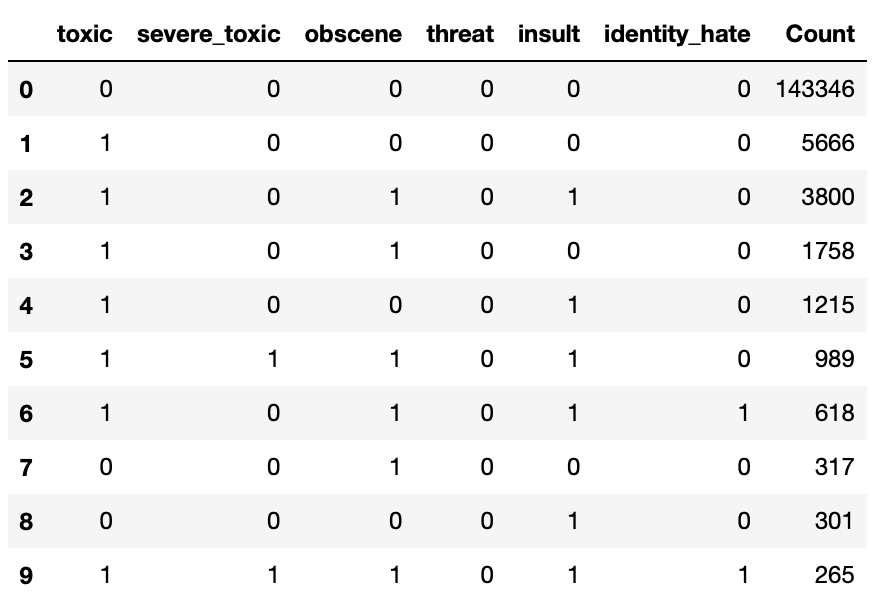 toxic severe_toxic obscene threat insult identity_hate Count
0 0 0 0 0 0 0 143346
1 1 0 0 0 0 0 5666
2 1 0 1 0 1 0 3800
3 1 0 1 0 0 0 1758
4 1 0 0 0 1 0 1215
5 1 1 1 0 1 0 989
6 1 0 1 0 1 1 618
7 0 0 1 0 0 0 317
8 0 0 0 0 1 0 301
9 1 1 1 0 1 1 265